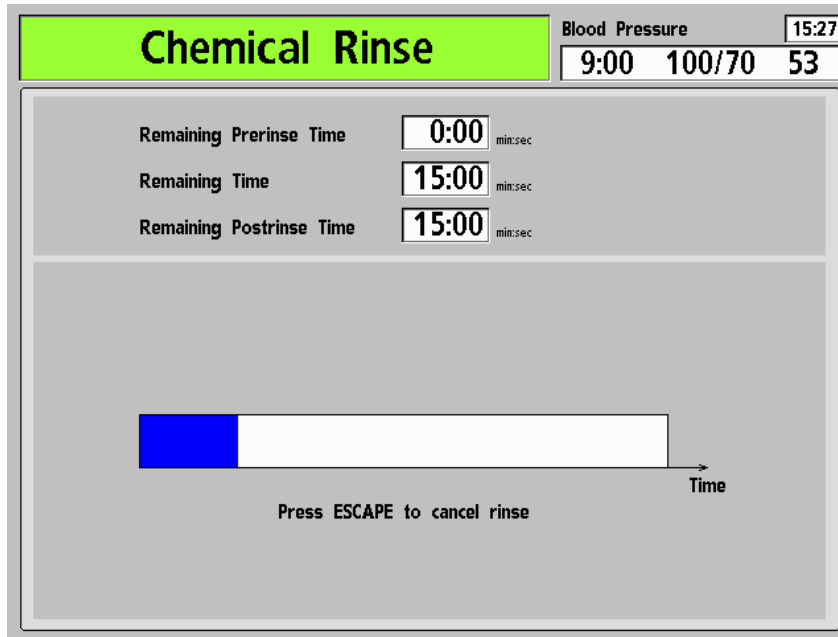 Chemical Rinse
Blood Pressure 15:27
9:00 100/70 53
Remaining Prerinse Time 0:00 min:sec
Remaining Time 15:00 min:sec
Remaining Postrinse Time 15:00 min:sec
Time
Press ESCAPE to cancel rinse